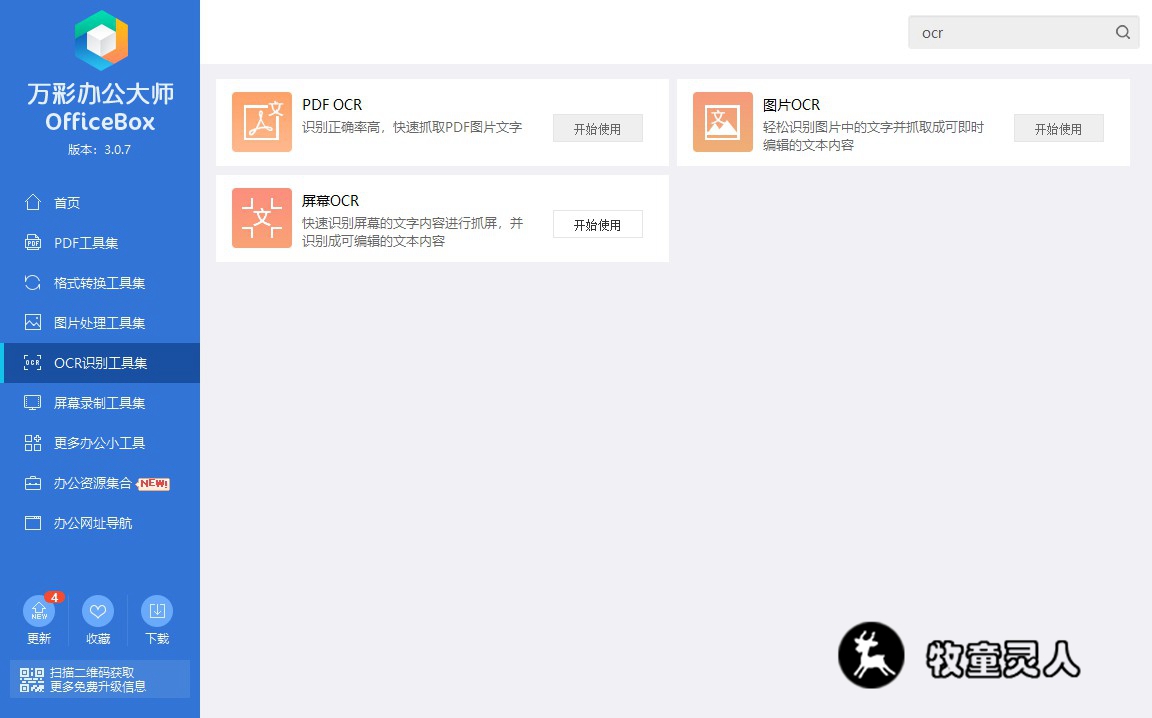 万彩办公大师
OfficeBox
版本：3.0.7
首页
PDF工具集
格式转换工具集
图片处理工具集
OCR识别工具集
屏幕录制工具集
更多办公小工具
办公资源集合 NEW!
办公网址导航
4
NEW
更新
收藏
下载
扫描二维码获取
更多免费升级信息
ocr
PDF OCR
识别正确率高，快速抓取PDF图片文字
开始使用
图片OCR
轻松识别图片中的文字并抓取成可即时
编辑的文本内容
开始使用
屏幕OCR
快速识别屏幕的文字内容进行抓屏，并
识别成可编辑的文本内容
开始使用
牧童灵人